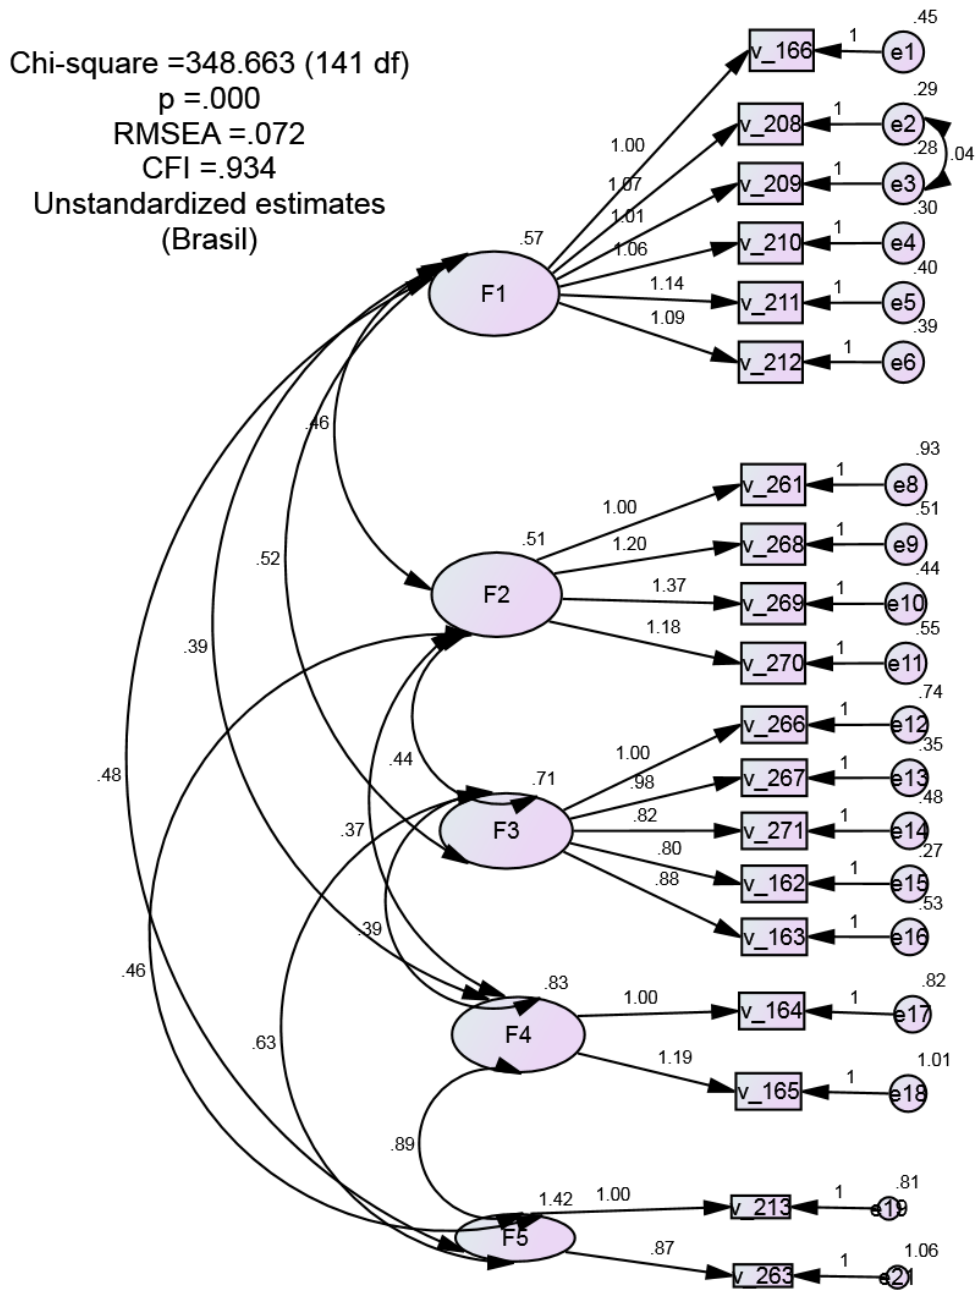 Chi-square =348.663 (141 df)
p =.000
RMSEA =.072
CFI =.934
Unstandardized estimates
(Brasil)
.45
v_166
1
e1
.29
1.00
v_208
1
e2
.28
.04
1.07
v_209
1
e3
.30
1.01
.57
1.06
v_210
1
e4
.40
F1
1.14
v_211
1
e5
.39
1.09
v_212
1
e6
.46
.93
v_261
1
e8
.51
1.00
.51
1.20
v_268
1
e9
.44
.52
F2
1.37
v_269
1
e10
.55
.39
1.18
v_270
1
e11
.74
1.00
v_266
1
e12
.35
.44
.48
.71
.98
v_267
1
e13
.48
.37
F3
.82
v_271
1
e14
.27
.80
v_162
1
e15
.53
.88
v_163
1
e16
.39
.46
.83
.82
1.00
v_164
1
e17
F4
.63
1.19
1.01
v_165
1
e18
.89
.81
1.42
1.00
v_213
1
e19
F5
.87
1.06
v_263
1
e21